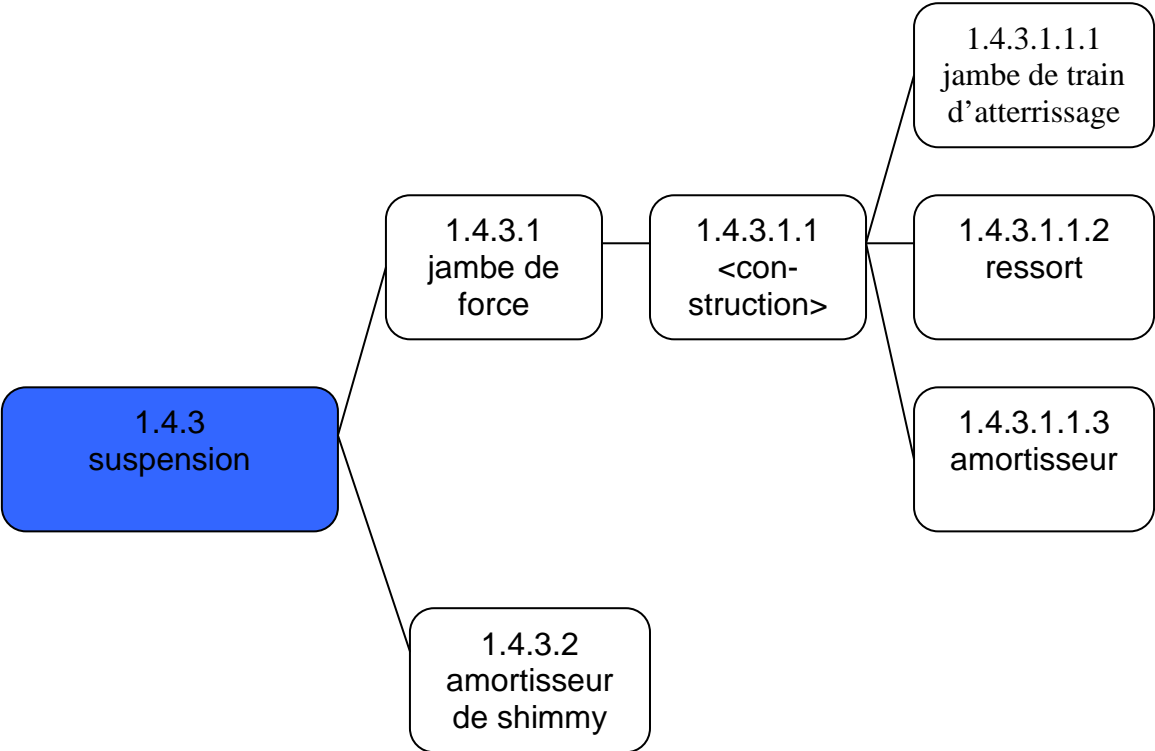 1.4.3.1.1.1
jambe de train
d’atterrissage
1.4.3.1
jambe de
force
1.4.3.1.1
<con-
struction>
1.4.3.1.1.2
ressort
1.4.3
suspension
1.4.3.1.1.3
amortisseur
1.4.3.2
amortisseur
de shimmy